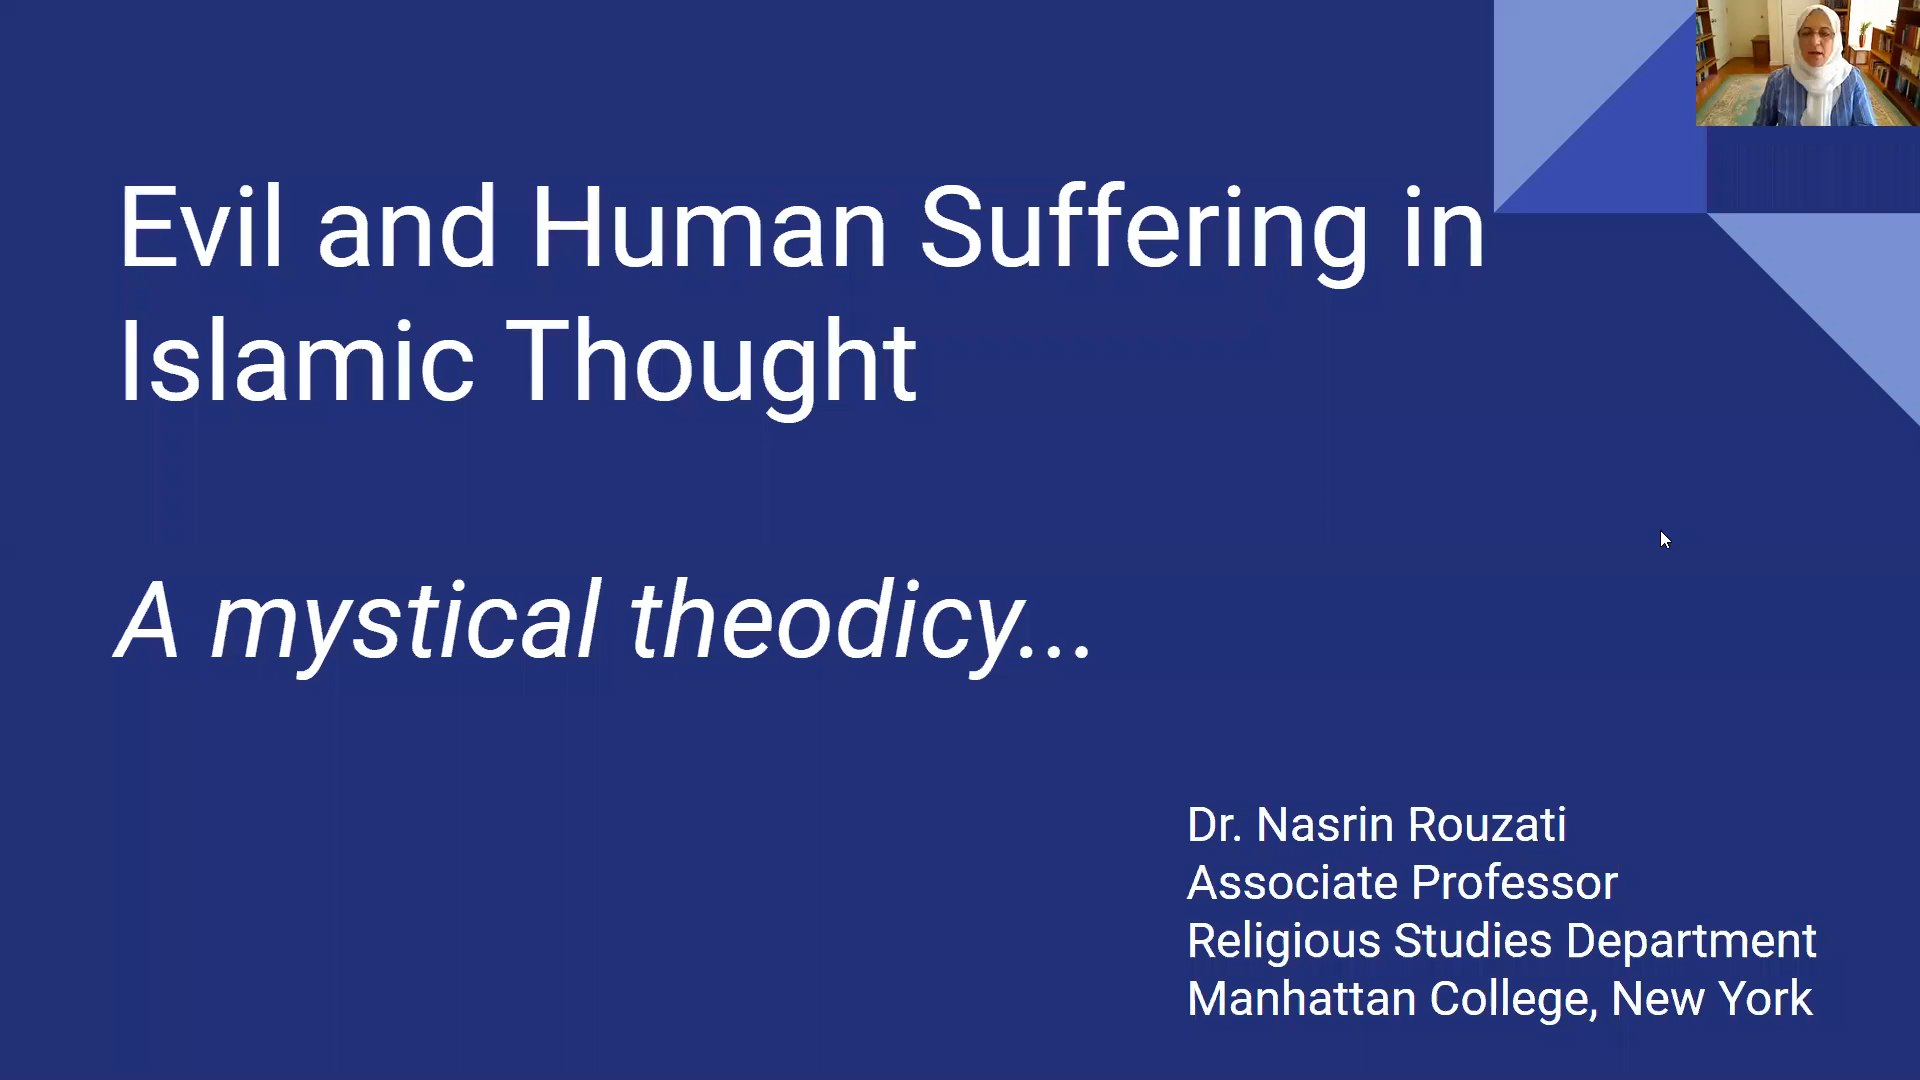 Evil and Human Suffering in
Islamic Thought
A mystical theodicy...
Dr. Nasrin Rouzati
Associate Professor
Religious Studies Department
Manhattan College, New York